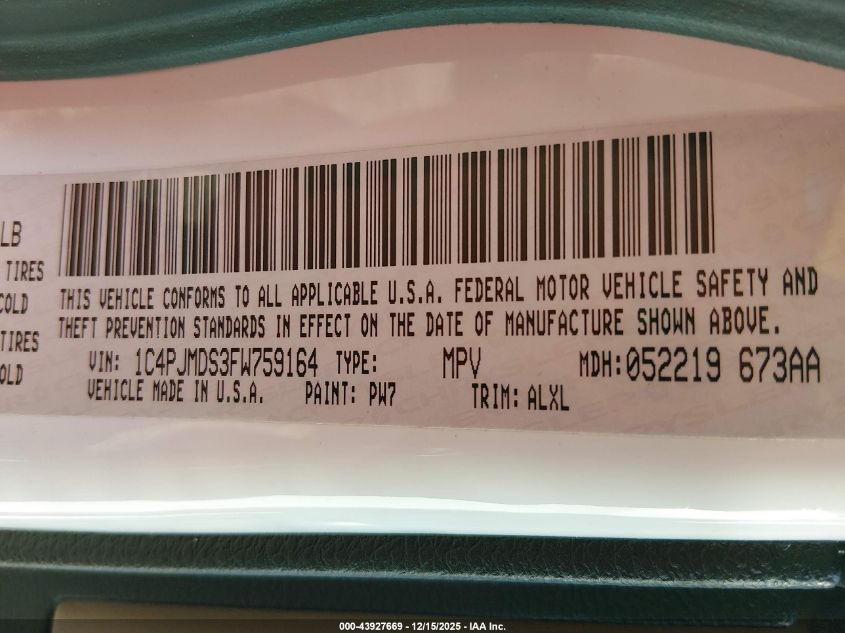 LB
TIRES
COLD
TIRES
OLD
THIS VEHICLE CONFORMS TO ALL APPLICABLE U.S.A. FEDERAL MOTOR VEHICLE SAFETY AND
THEFT PREVENTION STANDARDS IN EFFECT ON THE DATE OF MANUFACTURE SHOWN ABOVE.
VIN: 1C4PJMDS3FW759164 TYPE: MPV MDH:052219 673AA
VEHICLE MADE IN U.S.A. PAINT: PW7 TRIM: ALXL
000-43927669 - 12/15/2025 - IAA Inc.